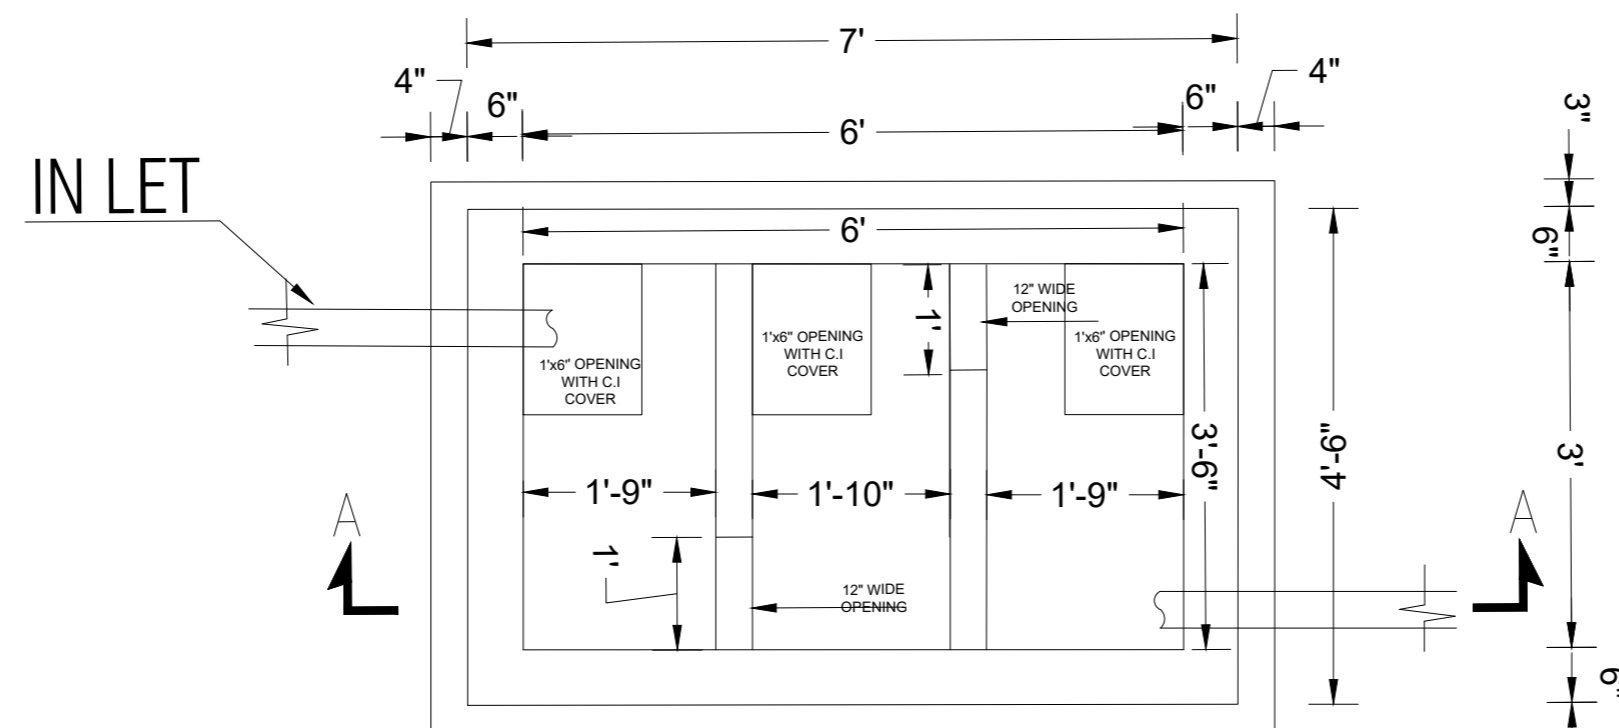 7'
4"
6"
6'
6"
4"
3"
IN LET
6'
6"
12" WIDE
OPENING
1'
1'x6" OPENING
WITH C.I
COVER
1'x6" OPENING
WITH C.I
COVER
1'x6" OPENING
WITH C.I
COVER
3'-6"
4'-6"
3'
1'-9"
1'-10"
1'-9"
A
A
1'
12" WIDE
OPENING
6"